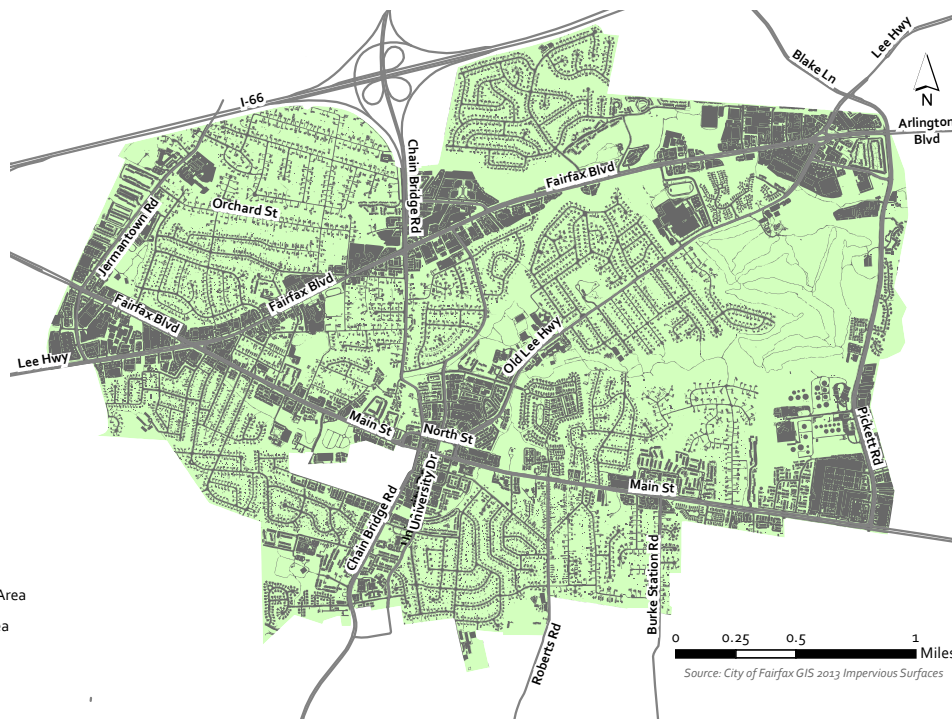 Lee Hwy
Blake Ln
N
I-66
Arlington
Blvd
Chain Bridge Rd
Fairfax Blvd
Orchard St
Jermantown Rd
Fairfax Blvd
Fairfax Blvd
Lee Hwy
Old Lee Hwy
Main St
North St
Pickett Rd
University Dr
Main St
Chain Bridge Rd
Burke Station Rd
Roberts Rd
Area
0 0.25 0.5 1
Miles
Source: City of Fairfax GIS 2013 Impervious Surfaces